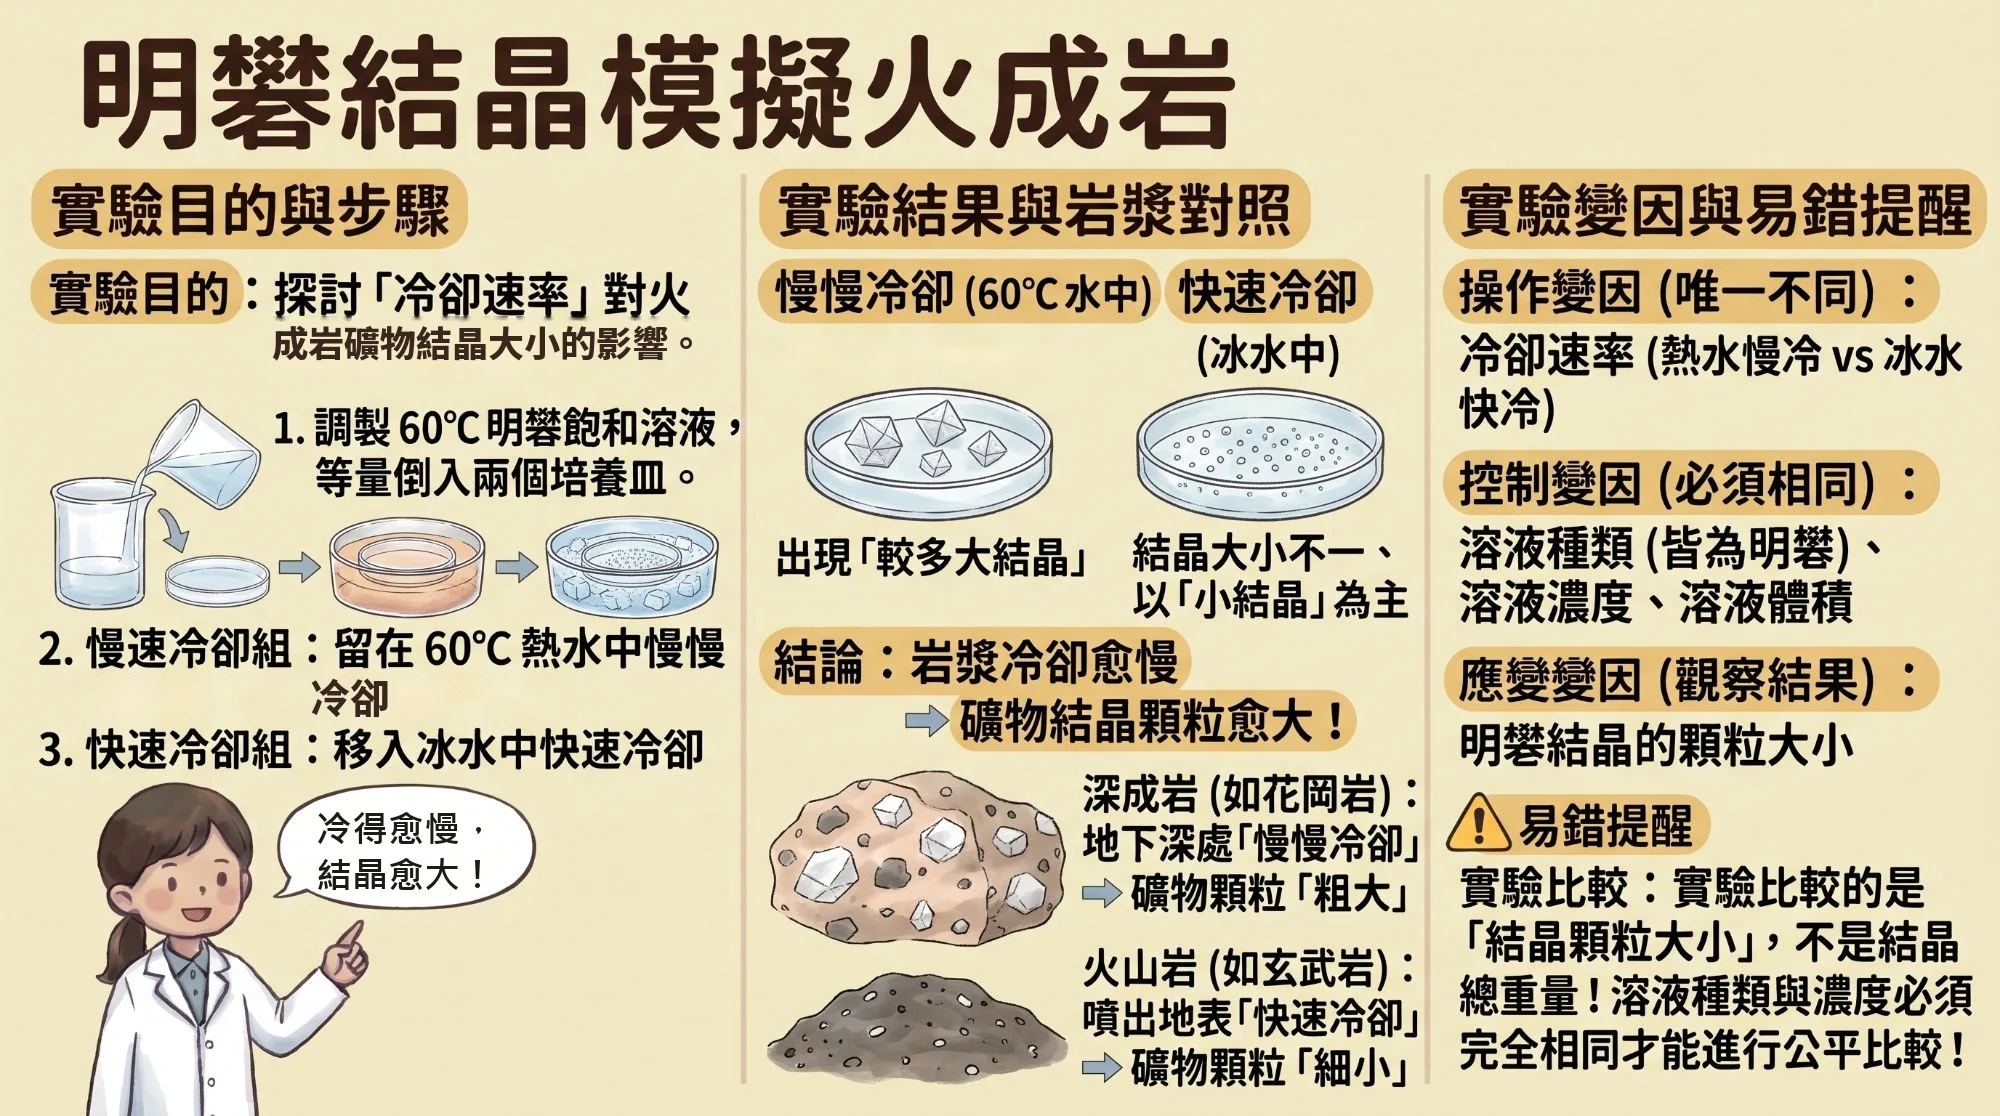 明礬結晶模擬火成岩
實驗目的與步驟
實驗目的：探討「冷卻速率」對火
成岩礦物結晶大小的影響。
1. 調製 60℃ 明礬飽和溶液，
等量倒入兩個培養皿。
2. 慢速冷卻組：留在 60℃ 熱水中慢慢
冷卻
3. 快速冷卻組：移入冰水中快速冷卻
冷得愈慢，
結晶愈大！
實驗結果與岩漿對照
慢慢冷卻 (60℃ 水中)
出現「較多大結晶」
快速冷卻
(冰水中)
結晶大小不一、
以「小結晶」為主
結論：岩漿冷卻愈慢
礦物結晶顆粒愈大！
深成岩 (如花岡岩)：
地下深處「慢慢冷卻」
礦物顆粒「粗大」
火山岩 (如玄武岩)：
噴出地表「快速冷卻」
礦物顆粒「細小」
實驗變因與易錯提醒
操作變因 (唯一不同)：
冷卻速率 (熱水慢冷 vs 冰水
快冷)
控制變因 (必須相同)：
溶液種類 (皆為明礬)、
溶液濃度、溶液體積
應變變因 (觀察結果)：
明礬結晶的顆粒大小
易錯提醒
實驗比較：實驗比較的是
「結晶顆粒大小」，不是結晶
總重量！溶液種類與濃度必須
完全相同才能進行公平比較！